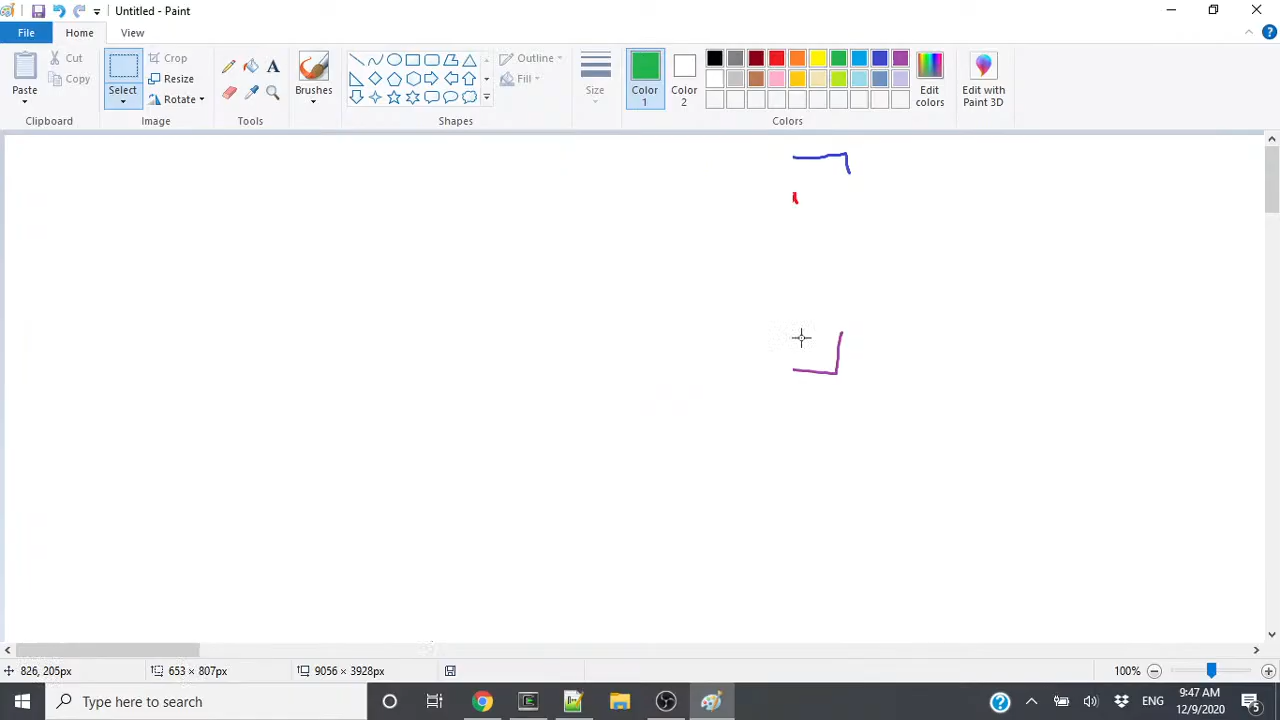 Untitled - Paint
File
Home
View
Paste
Cut
Copy
Clipboard
Select
Crop
Resize
Rotate
Image
A
Tools
Brushes
Outline
Fill
Shapes
Size
Color
1
Color
2
Edit
colors
Colors
Edit with
Paint 3D
826, 205px
653 × 807px
9056 × 3928px
100%
Type here to search
ENG
9:47 AM
12/9/2020
5